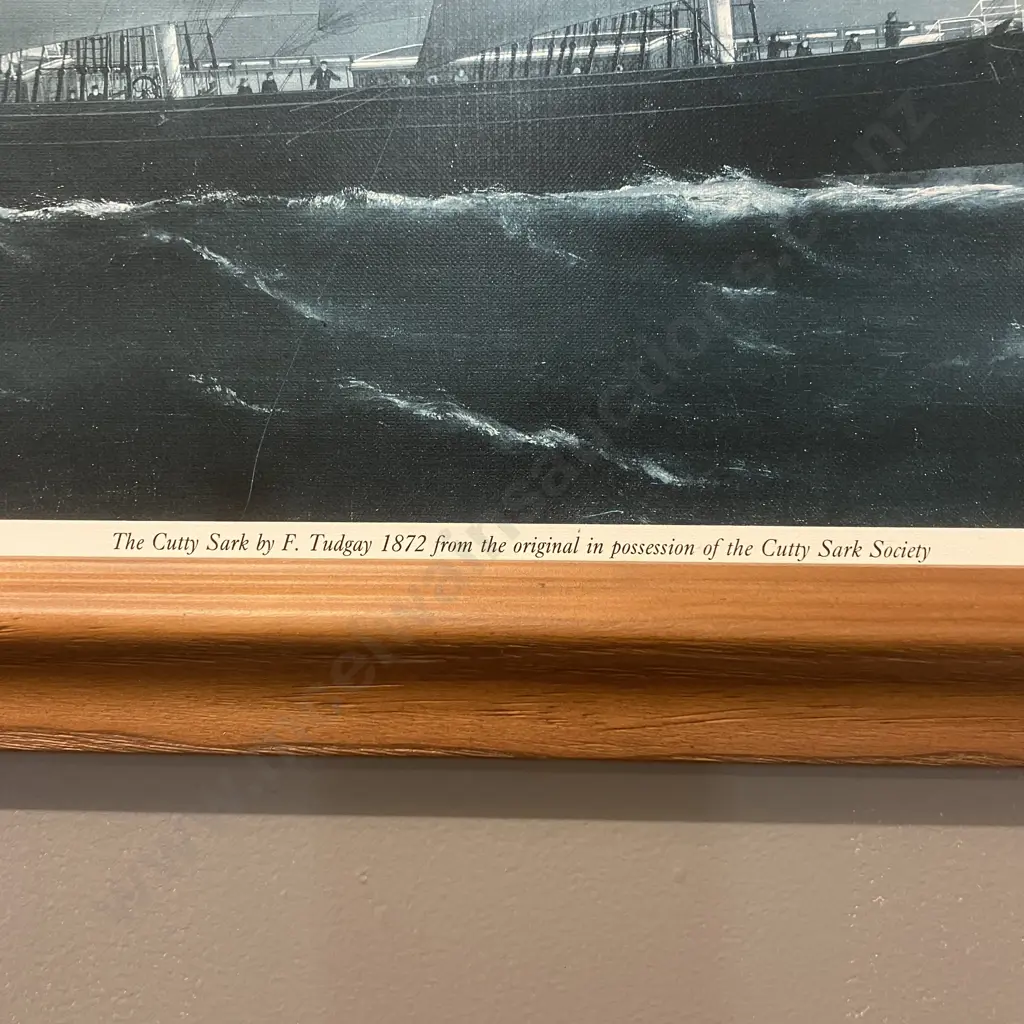 The Cutty Sark by F. Tudgay 1872 from the original in possession of the Cutty Sark Society